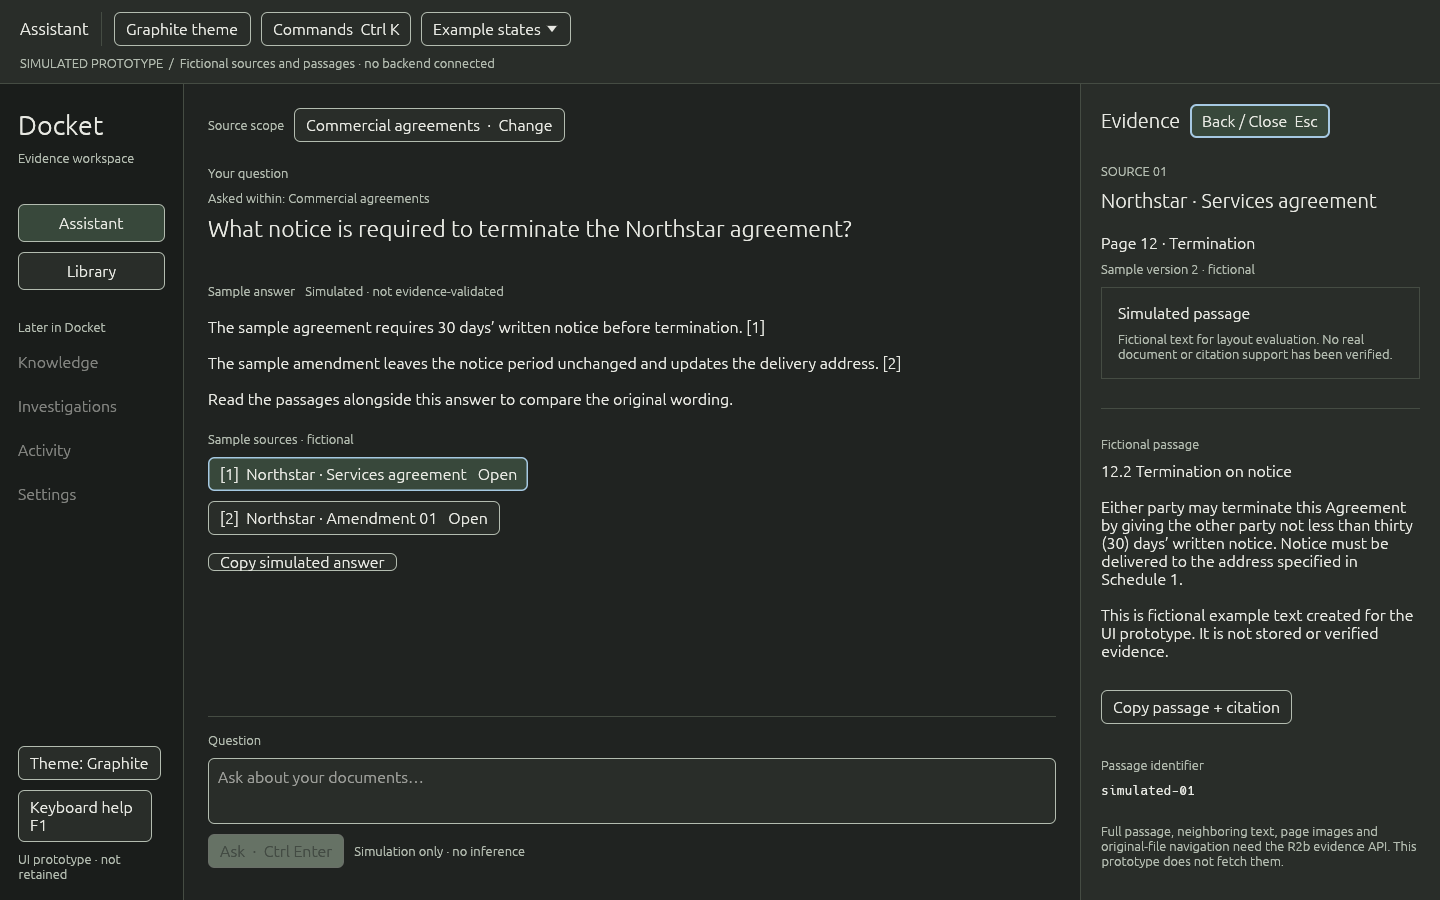 Assistant
Graphite theme
Commands Ctrl K
Example states
SIMULATED PROTOTYPE / Fictional sources and passages · no backend connected
Docket
Evidence workspace
Assistant
Library
Later in Docket
Knowledge
Investigations
Activity
Settings
Theme: Graphite
Keyboard help
F1
UI prototype · not
retained
Source scope
Commercial agreements · Change
Your question
Asked within: Commercial agreements
What notice is required to terminate the Northstar agreement?
Sample answer Simulated · not evidence-validated
The sample agreement requires 30 days’ written notice before termination. [1]
The sample amendment leaves the notice period unchanged and updates the delivery address. [2]
Read the passages alongside this answer to compare the original wording.
Sample sources · fictional
[1] Northstar · Services agreement Open
[2] Northstar · Amendment 01 Open
Copy simulated answer
Question
Ask about your documents…
Ask · Ctrl Enter
Simulation only · no inference
Evidence
Back / Close Esc
SOURCE 01
Northstar · Services agreement
Page 12 · Termination
Sample version 2 · fictional
Simulated passage
Fictional text for layout evaluation. No real
document or citation support has been verified.
Fictional passage
12.2 Termination on notice
Either party may terminate this Agreement
by giving the other party not less than thirty
(30) days’ written notice. Notice must be
delivered to the address specified in
Schedule 1.
This is fictional example text created for the
UI prototype. It is not stored or verified
evidence.
Copy passage + citation
Passage identifier
simulated-01
Full passage, neighboring text, page images and
original-file navigation need the R2b evidence API. This
prototype does not fetch them.